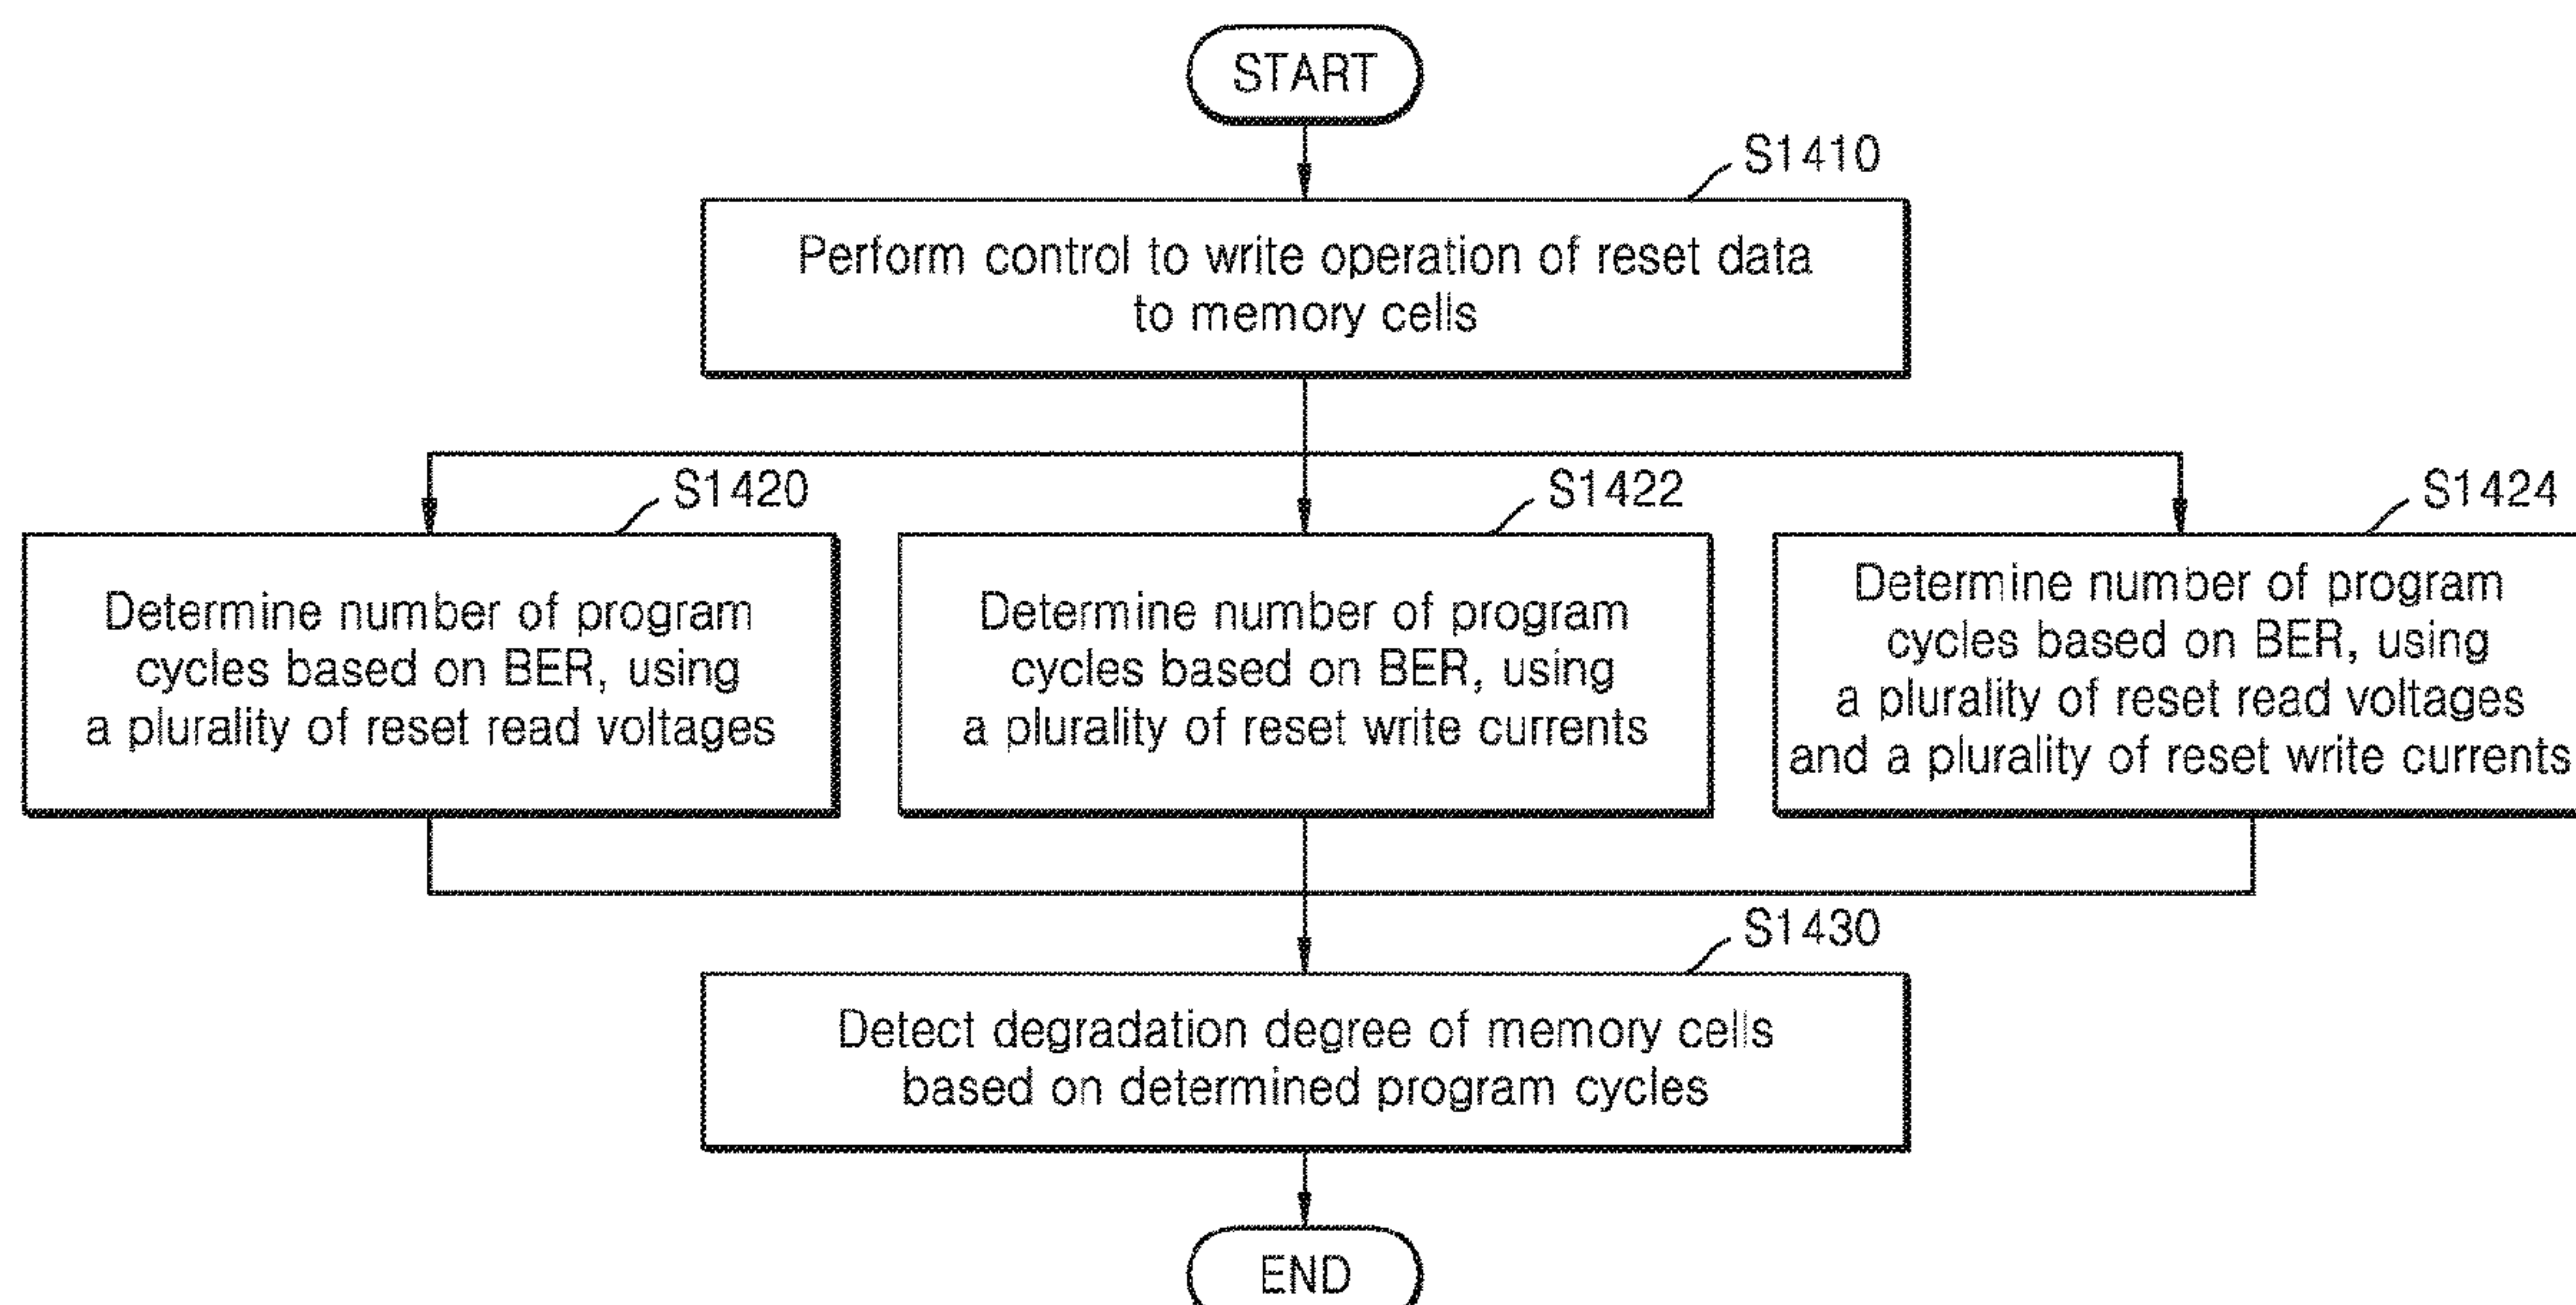 START
S1410
Perform control to write operation of reset data
to memory cells
S1420
Determine number of program
cycles based on BER, using
a plurality of reset read voltages
S1422
Determine number of program
cycles based on BER, using
a plurality of reset write currents
S1424
Determine number of program
cycles based on BER, using
a plurality of reset read voltages
and a plurality of reset write currents
S1430
Detect degradation degree of memory cells
based on determined program cycles
END